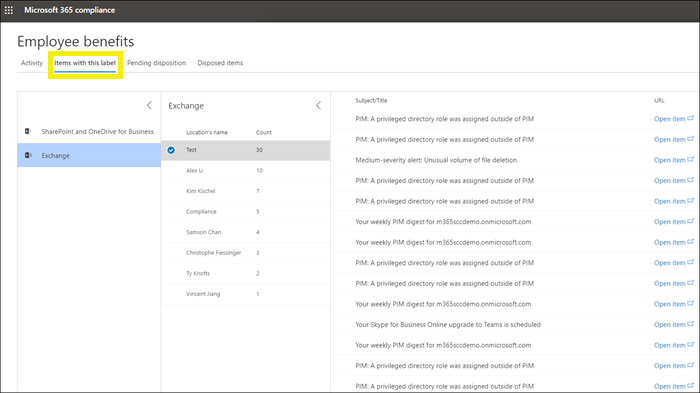 Microsoft 365 compliance
Employee benefits
Activity Items with this label Pending disposition Disposed items
SharePoint and OneDrive for Business
Exchange
Exchange
Location's name Count
Test 30
Alex Li 10
Kim Kischel 7
Compliance 5
Samson Chan 4
Christophe Fiessinger 3
Ty Knotts 2
Vincent Jiang 1
Subject/Title URL
PIM: A privileged directory role was assigned outside of PIM Open item
PIM: A privileged directory role was assigned outside of PIM Open item
Medium-severity alert: Unusual volume of file deletion Open item
PIM: A privileged directory role was assigned outside of PIM Open item
PIM: A privileged directory role was assigned outside of PIM Open item
Your weekly PIM digest for m365sccdemo.onmicrosoft.com Open item
Your weekly PIM digest for m365sccdemo.onmicrosoft.com Open item
PIM: A privileged directory role was assigned outside of PIM Open item
PIM: A privileged directory role was assigned outside of PIM Open item
Your weekly PIM digest for m365sccdemo.onmicrosoft.com Open item
Your Skype for Business Online upgrade to Teams is scheduled Open item
Your weekly PIM digest for m365sccdemo.onmicrosoft.com Open item
PIM: A privileged directory role was assigned outside of PIM Open item
PIM: A privileged directory role was assigned outside of PIM Open item